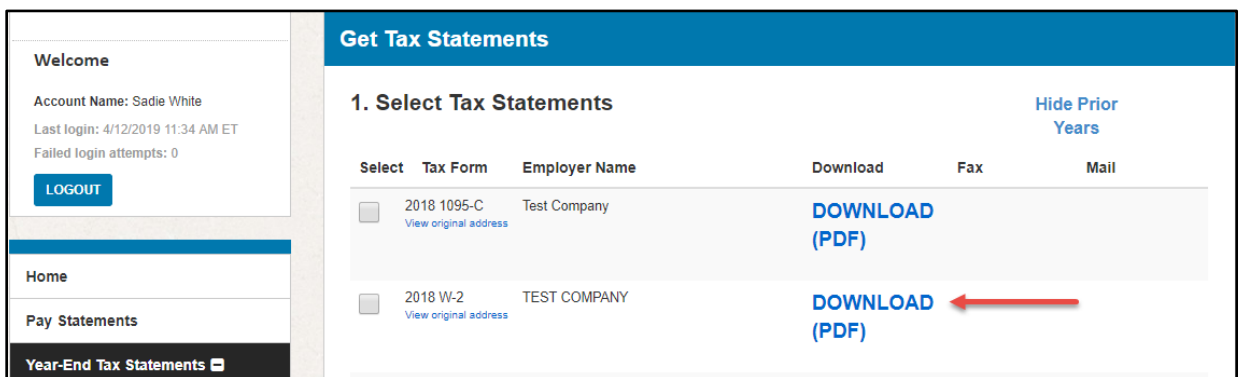 Welcome
Account Name: Sadie White
Last login: 4/12/2019 11:34 AM ET
Failed login attempts: 0
LOGOUT
Home
Pay Statements
Year-End Tax Statements
Get Tax Statements
1. Select Tax Statements
Hide Prior
Years
Select Tax Form Employer Name Download Fax Mail
2018 1095-C Test Company DOWNLOAD
View original address (PDF)
2018 W-2 TEST COMPANY DOWNLOAD
View original address (PDF)